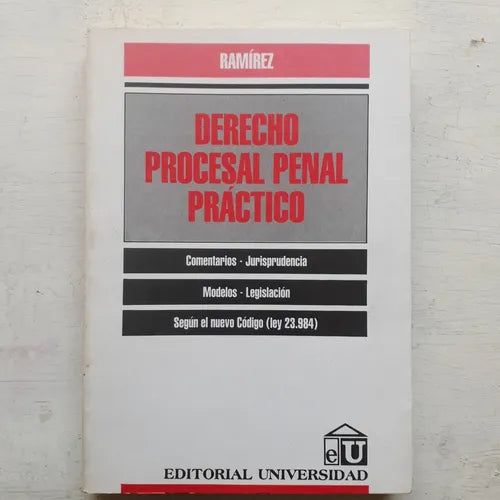 RAMÍREZ
DERECHO
PROCESAL PENAL
PRÁCTICO
Comentarios - Jurisprudencia
Modelos - Legislación
Según el nuevo Código (ley 23.984)
eU
EDITORIAL UNIVERSIDAD